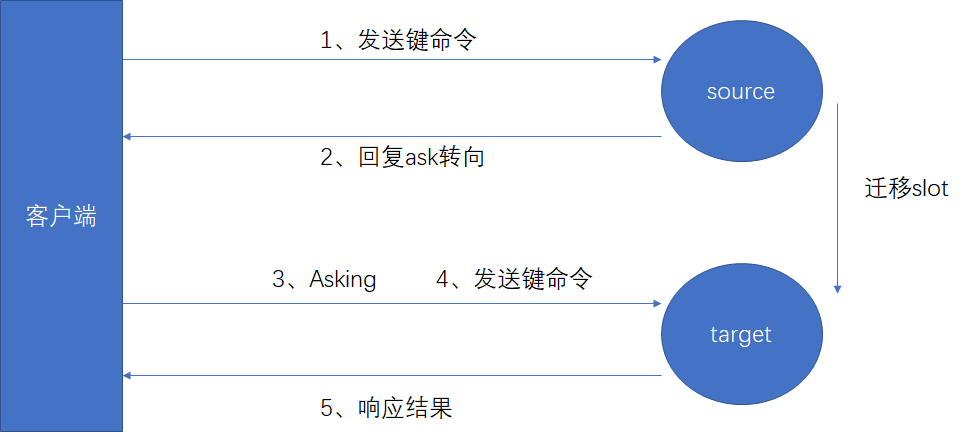 1、发送键命令
source
2、回复ask转向
迁移slot
客户端
3、Asking
4、发送键命令
target
5、响应结果